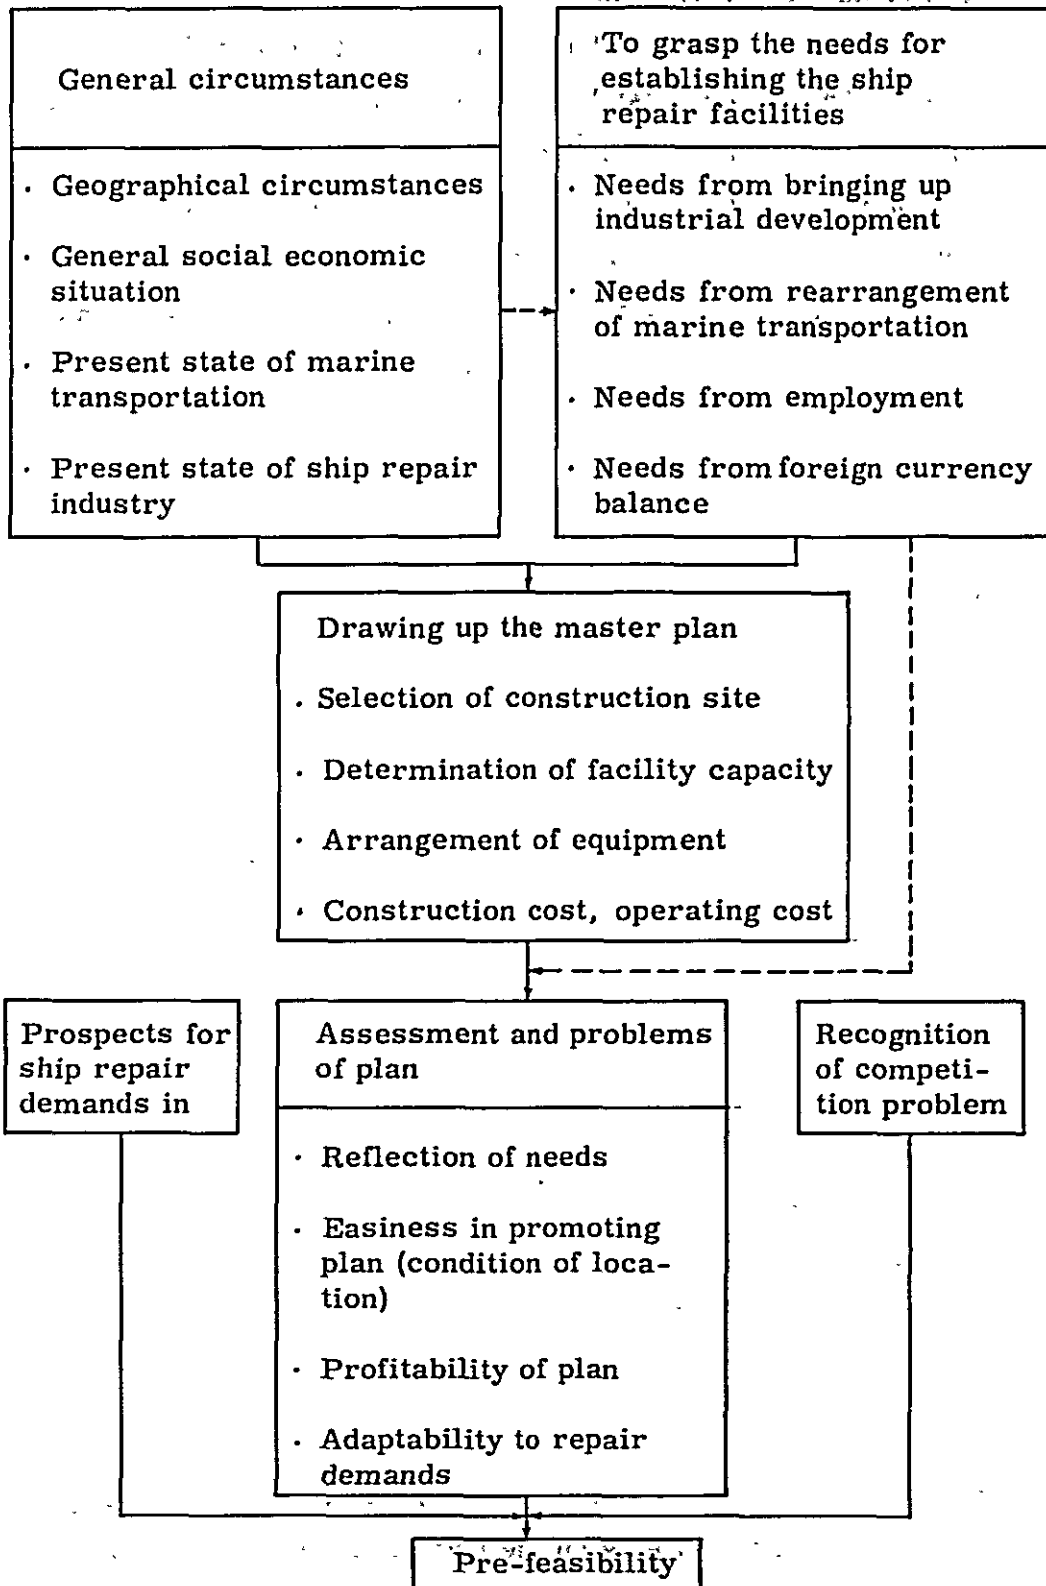 General circumstances
· Geographical circumstances
· General social economic
situation
· Present state of marine
transportation
· Present state of ship repair
industry
To grasp the needs for
establishing the ship
repair facilities
· Needs from bringing up
industrial development
· Needs from rearrangement
of marine transportation
· Needs from employment
· Needs from foreign currency
balance
Drawing up the master plan
· Selection of construction site
· Determination of facility capacity
· Arrangement of equipment
· Construction cost, operating cost
Prospects for
ship repair
demands in
Assessment and problems
of plan
· Reflection of needs
· Easiness in promoting
plan (condition of loca-
tion)
· Profitability of plan
· Adaptability to repair
demands
Recognition
of competi-
tion problem
Pre-feasibility